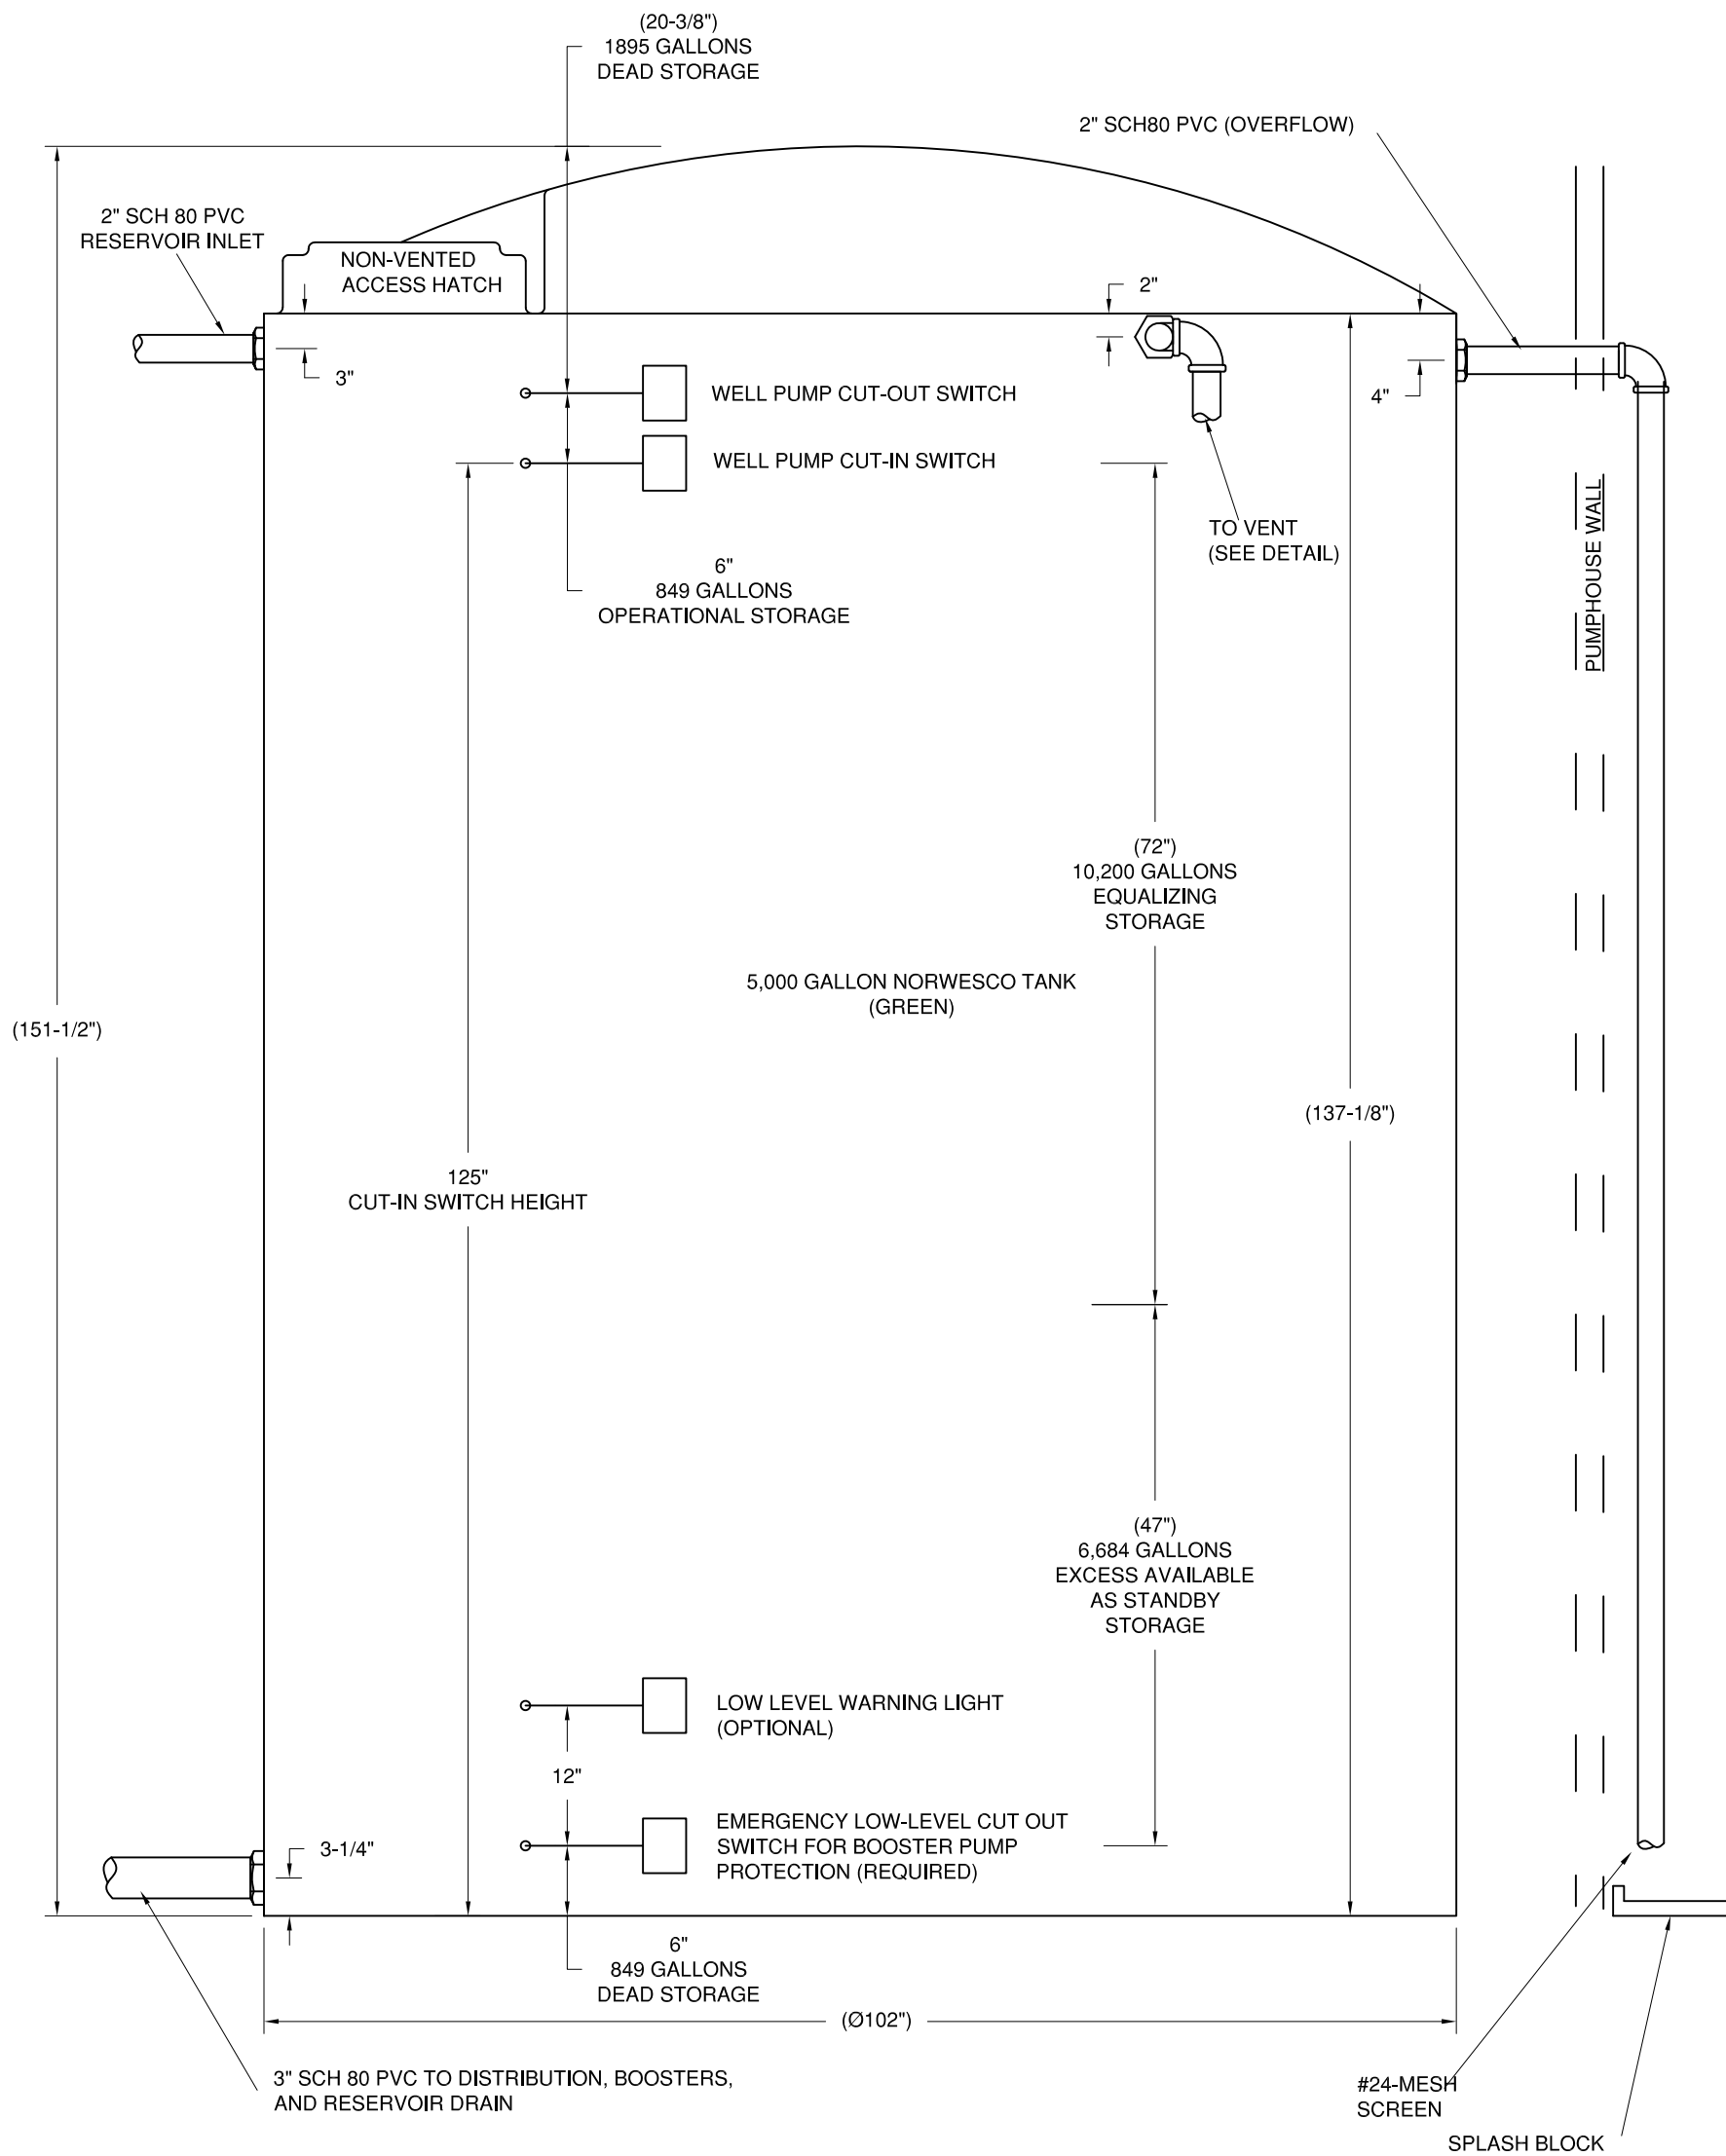 (20-3/8")
1895 GALLONS
DEAD STORAGE
2" SCH80 PVC (OVERFLOW)
2" SCH 80 PVC
RESERVOIR INLET
NON-VENTED
ACCESS HATCH
2"
3"
4"
WELL PUMP CUT-OUT SWITCH
WELL PUMP CUT-IN SWITCH
TO VENT
(SEE DETAIL)
PUMPHOUSE WALL
6"
849 GALLONS
OPERATIONAL STORAGE
(72")
10,200 GALLONS
EQUALIZING
STORAGE
5,000 GALLON NORWESCO TANK
(GREEN)
(151-1/2")
(137-1/8")
125"
CUT-IN SWITCH HEIGHT
(47")
6,684 GALLONS
EXCESS AVAILABLE
AS STANDBY
STORAGE
LOW LEVEL WARNING LIGHT
(OPTIONAL)
12"
EMERGENCY LOW-LEVEL CUT OUT
SWITCH FOR BOOSTER PUMP
PROTECTION (REQUIRED)
3-1/4"
6"
849 GALLONS
DEAD STORAGE
(Ø102")
3" SCH 80 PVC TO DISTRIBUTION, BOOSTERS,
AND RESERVOIR DRAIN
#24-MESH
SCREEN
SPLASH BLOCK